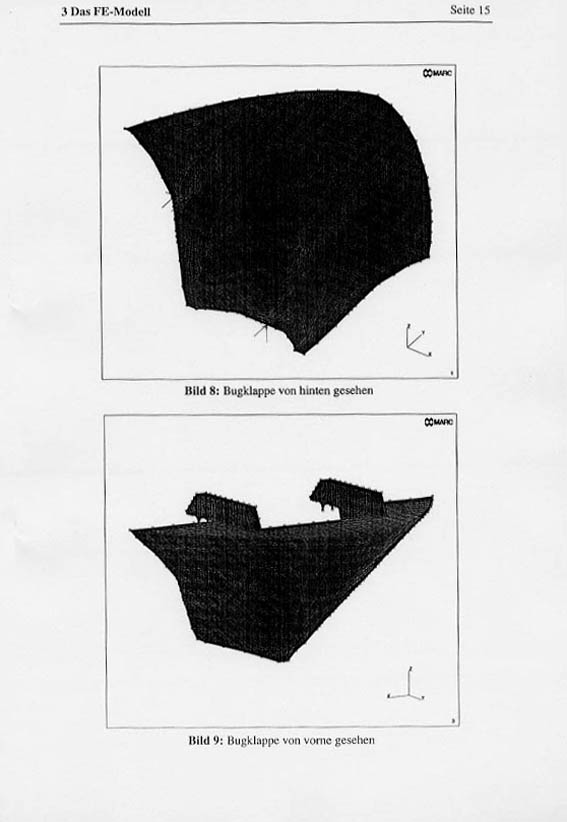 3 Das FE-Modell
Seite 15
MARC
z
x
1
Bild 8: Bugklappe von hinten gesehen
MARC
z
x
y
Bild 9: Bugklappe von vorne gesehen